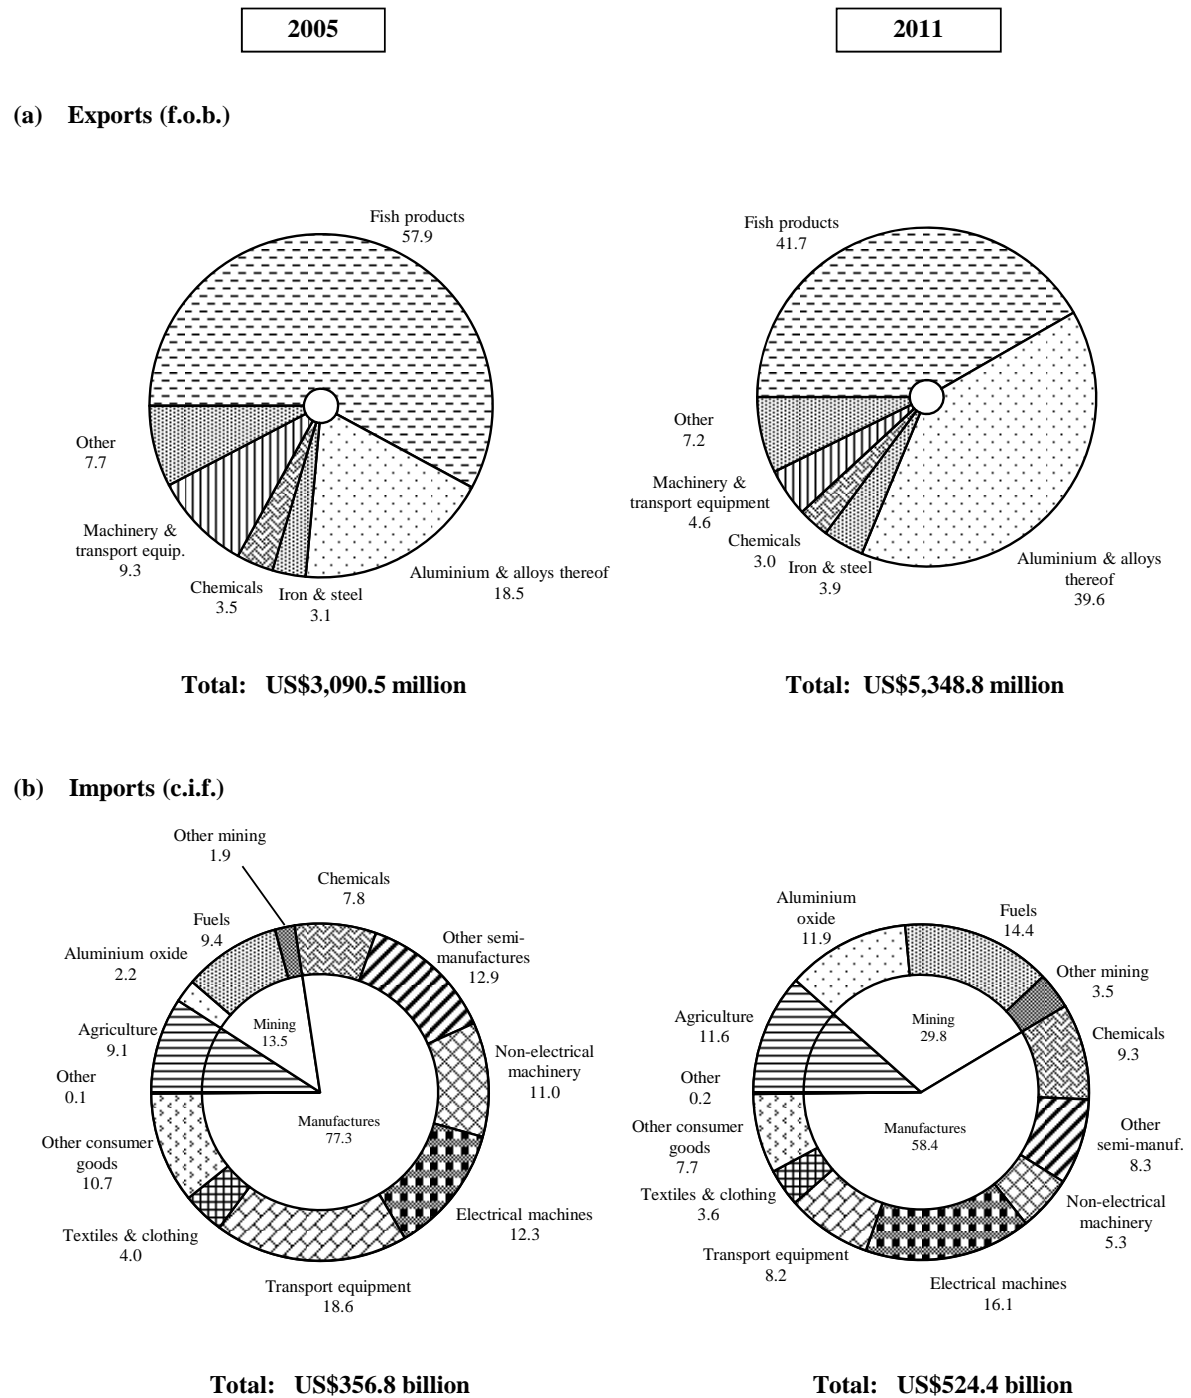 2005
2011
(a) Exports (f.o.b.)
Fish products
57.9
Other
7.7
Machinery &
transport equip.
9.3
Chemicals
3.5
Iron & steel
3.1
Aluminium & alloys thereof
18.5
Total: US$3,090.5 million
Fish products
41.7
Other
7.2
Machinery &
transport equipment
4.6
Chemicals
3.0
Iron & steel
3.9
Aluminium & alloys
thereof
39.6
Total: US$5,348.8 million
(b) Imports (c.i.f.)
Other mining
1.9
Chemicals
7.8
Fuels
9.4
Other semi-
manufactures
12.9
Aluminium oxide
2.2
Mining
13.5
Agriculture
9.1
Non-electrical
machinery
11.0
Other
0.1
Manufactures
77.3
Other consumer
goods
10.7
Electrical machines
12.3
Textiles & clothing
4.0
Transport equipment
18.6
Total: US$356.8 billion
Aluminium
oxide
11.9
Fuels
14.4
Other mining
3.5
Agriculture
11.6
Mining
29.8
Chemicals
9.3
Other
0.2
Manufactures
58.4
Other consumer
goods
7.7
Other
semi-manuf.
8.3
Textiles & clothing
3.6
Non-electrical
machinery
5.3
Transport equipment
8.2
Electrical machines
16.1
Total: US$524.4 billion